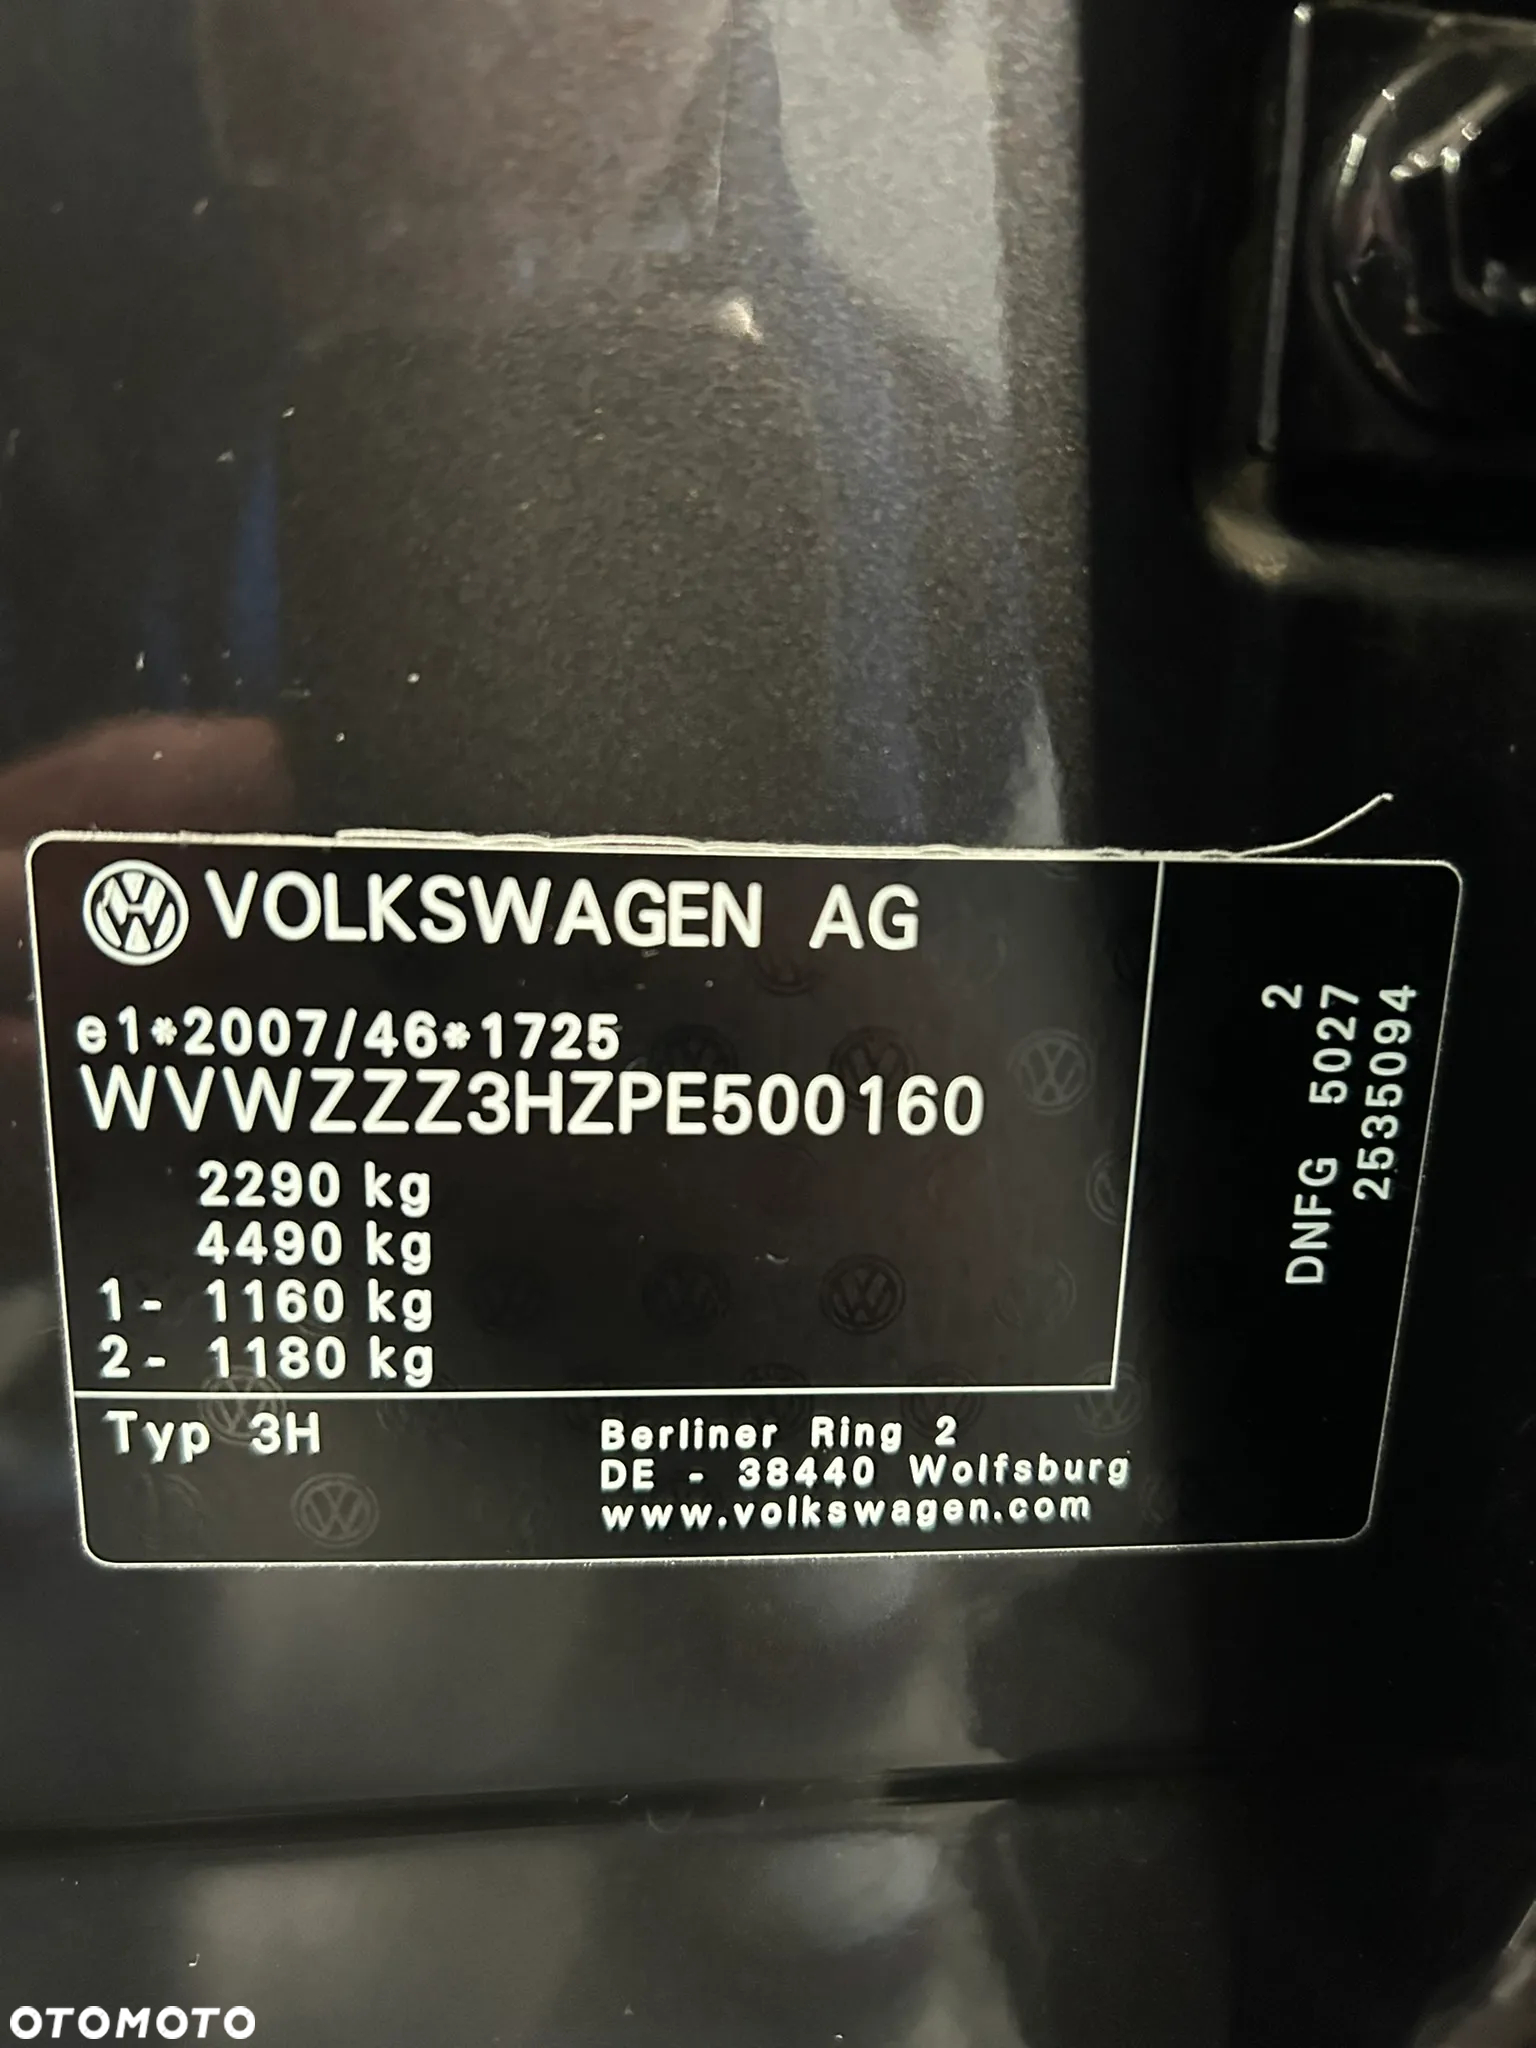 VOLKSWAGEN AG
e1*2007/46*1725
WVWZZZ3HZPE500160
2290 kg
4490 kg
1- 1160 kg
2- 1180 kg
Typ 3H
Berliner Ring 2
DE - 38440 Wolfsburg
www.volkswagen.com
2
DNFG 5027
2535094
OTOMOTO